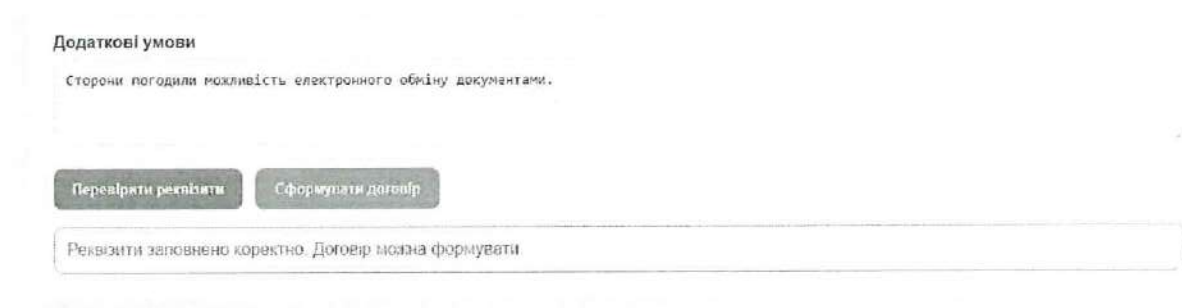 Додаткові умови
Сторони погодили можливість електронного обміну документами.
Перевірити реквізити Сформувати договір
Реквізити заповнено коректно. Договір можна формувати